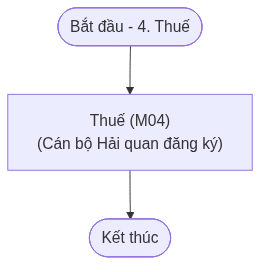 Bắt đầu - 4. Thuế
Thuế (M04)
(Cán bộ Hải quan đăng ký)
Kết thúc